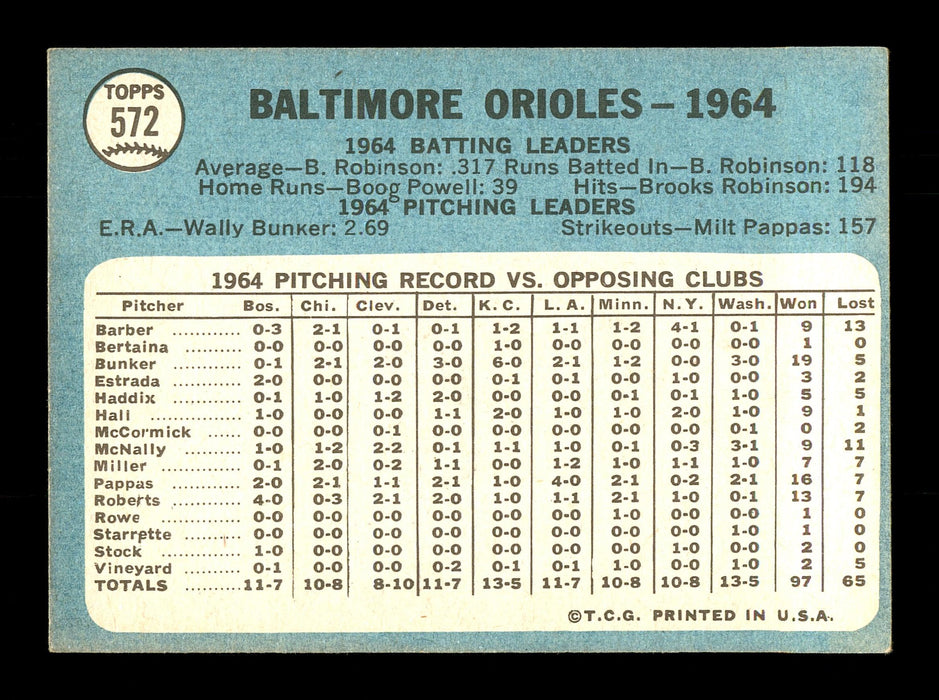 TOPPS
572
BALTIMORE ORIOLES — 1964
1964 BATTING LEADERS
Average—B. Robinson: .317 Runs Batted In—B. Robinson: 118
Home Runs—Boog Powell: 39 Hits—Brooks Robinson: 194
1964 PITCHING LEADERS
E.R.A.—Wally Bunker: 2.69 Strikeouts—Milt Pappas: 157
1964 PITCHING RECORD VS. OPPOSING CLUBS
Pitcher Bos. Chi. Clev. Det. K.C. L.A. Minn. N.Y. Wash. Won Lost
Barber .......... 0-3 2-1 0-1 0-1 1-2 1-1 1-2 4-1 0-1 9 13
Bertaina ......... 0-0 0-0 0-0 0-0 1-0 0-0 0-0 0-0 0-0 1 0
Bunker .......... 0-1 2-1 2-0 3-0 6-0 2-1 1-2 0-0 3-0 19 5
Estrada ......... 2-0 0-0 0-0 0-0 0-1 0-1 0-0 1-0 0-0 3 2
Haddix .......... 0-1 1-0 1-2 2-0 0-0 0-0 0-1 0-1 1-0 5 5
Hall ............. 1-0 0-0 0-0 1-1 2-0 1-0 1-0 2-0 1-0 9 1
McCormick ...... 0-0 0-0 0-1 0-0 0-0 0-0 0-0 0-0 0-1 0 2
McNally ......... 1-0 1-2 2-2 0-1 1-1 1-0 0-1 0-3 3-1 9 11
Miller ........... 0-1 2-0 0-2 1-1 0-0 1-2 1-0 1-1 1-0 7 7
Pappas .......... 2-0 2-1 1-1 2-1 1-0 4-0 2-1 0-2 2-1 16 7
Roberts ......... 4-0 0-3 2-1 2-0 1-0 1-1 2-1 1-0 0-1 13 7
Rowe ........... 0-0 0-0 0-0 0-0 0-0 0-0 1-0 0-0 0-0 1 0
Starrette ........ 0-0 0-0 0-0 0-0 0-0 0-0 0-0 0-0 1-0 1 0
Stock ........... 1-0 0-0 0-0 0-0 0-0 0-0 0-0 1-0 0-0 2 0
Vineyard ........ 0-1 0-0 0-0 0-2 0-1 0-1 1-0 0-0 1-0 2 5
TOTALS ......... 11-7 10-8 8-10 11-7 13-5 11-7 10-8 10-8 13-5 97 65
©T.C.G. PRINTED IN U.S.A.